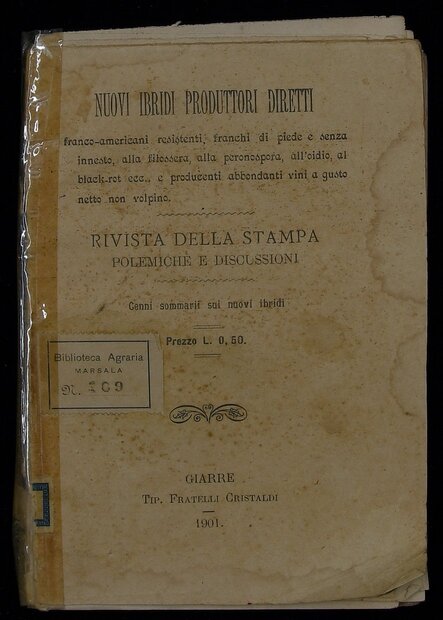 NUOVI IBRIDI PRODUTTORI DIRETTI
franco-americani resistenti, franchi di piede e senza
innesto, alla fillossera, alla peronospora, all'oidio, al
black-rot ecc., e producenti abbondanti vini a gusto
netto non volpino.
RIVISTA DELLA STAMPA
POLEMICHE E DISCUSSIONI
Cenni sommarii sui nuovi ibridi
Prezzo L. 0,50.
Biblioteca Agraria
MARSALA
N. 109
GIARRE
TIP. FRATELLI CRISTALDI
1901.